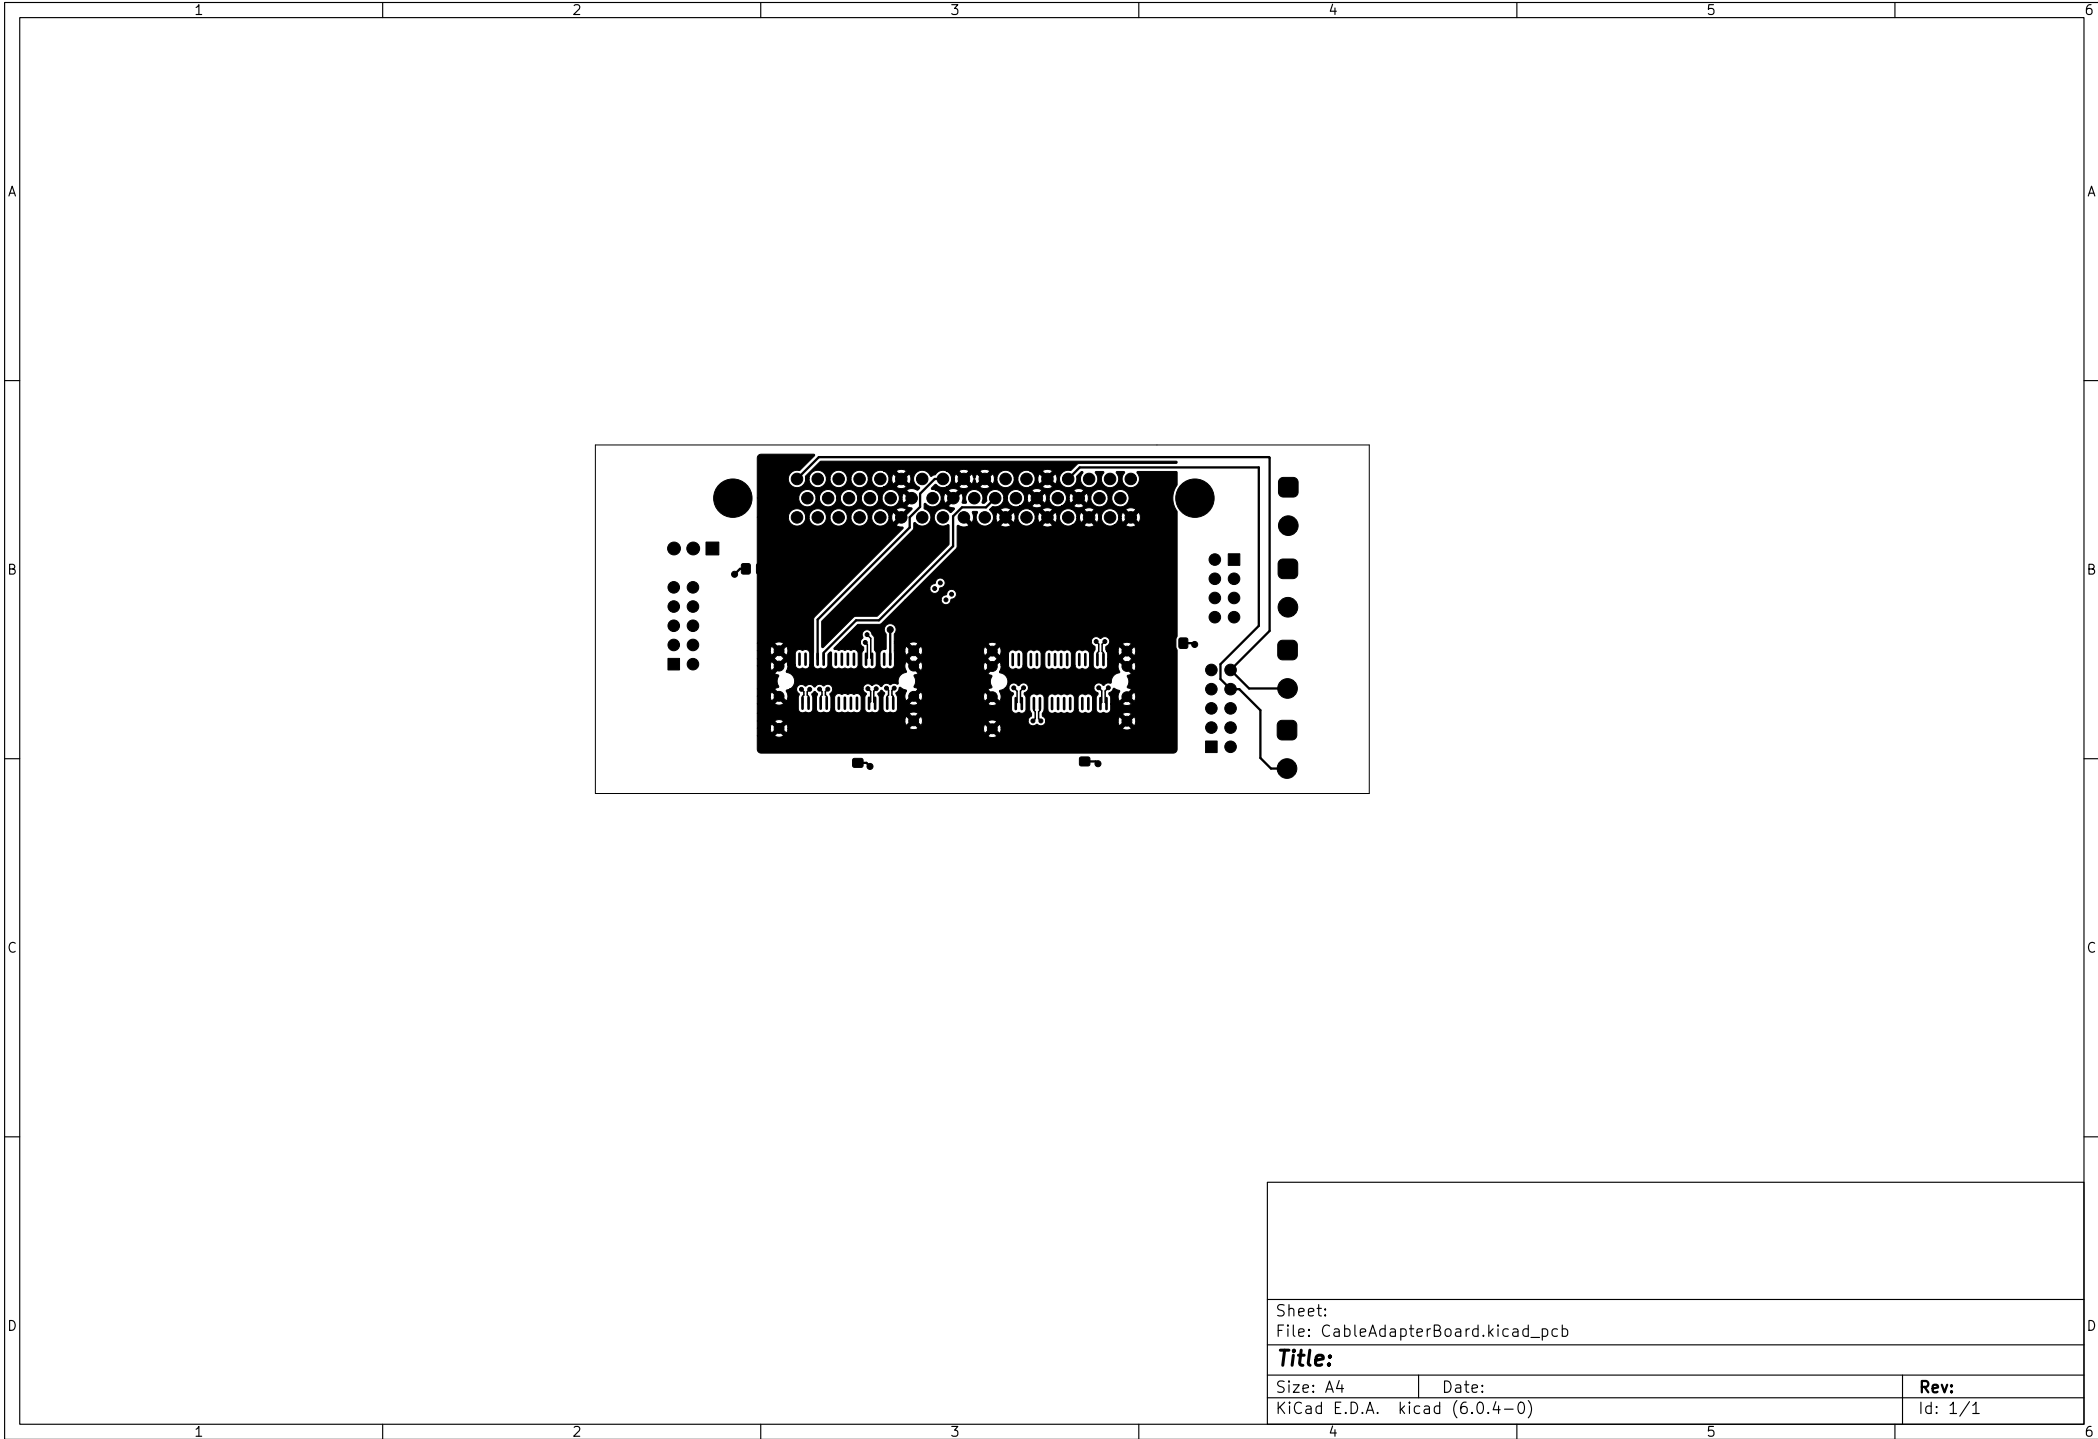 1 2 3 4 5 6
A A
B B
C C
D D
Sheet:
File: CableAdapterBoard.kicad_pcb
Title:
Size: A4 Date: Rev:
KiCad E.D.A. kicad (6.0.4-0) Id: 1/1
1 2 3 4 5 6